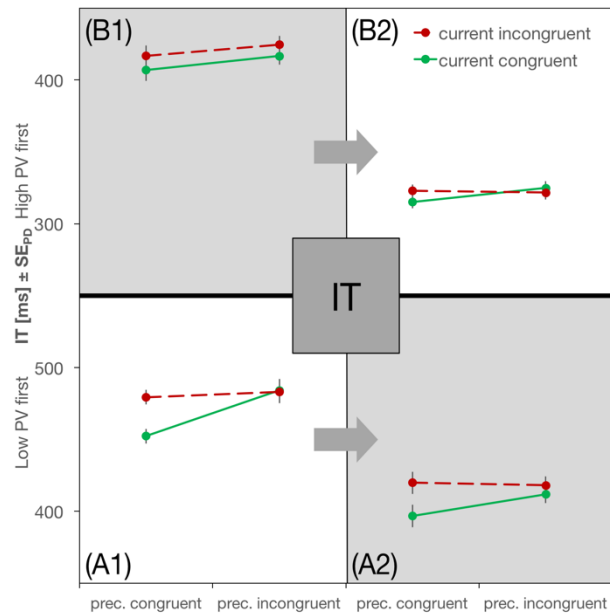 (B1)
(B2)
current incongruent
current congruent
400
300
IT [ms] ± SE_PD High PV first
IT
500
400
Low PV first
(A1)
(A2)
prec. congruent
prec. incongruent
prec. congruent
prec. incongruent